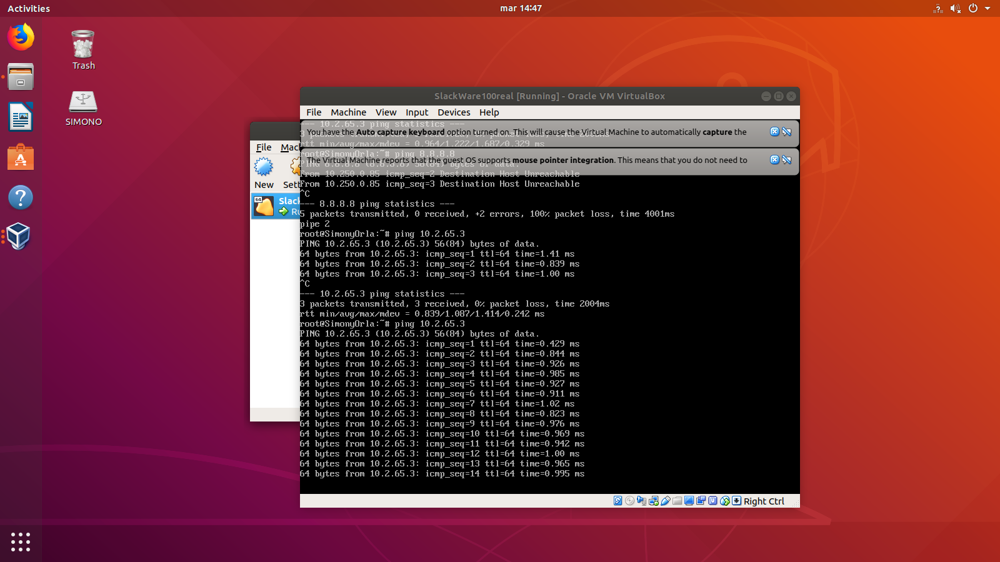 Activities
mar 14:47
Trash
SIMONO
SlackWare100real [Running] - Oracle VM VirtualBox
File Machine View Input Devices Help
--- 10.2.65.3 ping statistics ---
You have the Auto capture keyboard option turned on. This will cause the Virtual Machine to automatically capture the
rtt min/avg/max/mdev = 0.964/1.222/1.687/0.329 ms
root@SimonyOrla:~# ping 8.8.8.8
The Virtual Machine reports that the guest OS supports mouse pointer integration. This means that you do not need to
From 10.250.0.85 icmp_seq=2 Destination Host Unreachable
From 10.250.0.85 icmp_seq=3 Destination Host Unreachable
^C
--- 8.8.8.8 ping statistics ---
5 packets transmitted, 0 received, +2 errors, 100% packet loss, time 4001ms
pipe 2
root@SimonyOrla:~# ping 10.2.65.3
PING 10.2.65.3 (10.2.65.3) 56(84) bytes of data.
64 bytes from 10.2.65.3: icmp_seq=1 ttl=64 time=1.41 ms
64 bytes from 10.2.65.3: icmp_seq=2 ttl=64 time=0.839 ms
64 bytes from 10.2.65.3: icmp_seq=3 ttl=64 time=1.00 ms
^C
--- 10.2.65.3 ping statistics ---
3 packets transmitted, 3 received, 0% packet loss, time 2004ms
rtt min/avg/max/mdev = 0.839/1.087/1.414/0.242 ms
root@SimonyOrla:~# ping 10.2.65.3
PING 10.2.65.3 (10.2.65.3) 56(84) bytes of data.
64 bytes from 10.2.65.3: icmp_seq=1 ttl=64 time=0.429 ms
64 bytes from 10.2.65.3: icmp_seq=2 ttl=64 time=0.844 ms
64 bytes from 10.2.65.3: icmp_seq=3 ttl=64 time=0.926 ms
64 bytes from 10.2.65.3: icmp_seq=4 ttl=64 time=0.985 ms
64 bytes from 10.2.65.3: icmp_seq=5 ttl=64 time=0.927 ms
64 bytes from 10.2.65.3: icmp_seq=6 ttl=64 time=0.911 ms
64 bytes from 10.2.65.3: icmp_seq=7 ttl=64 time=1.02 ms
64 bytes from 10.2.65.3: icmp_seq=8 ttl=64 time=0.823 ms
64 bytes from 10.2.65.3: icmp_seq=9 ttl=64 time=0.976 ms
64 bytes from 10.2.65.3: icmp_seq=10 ttl=64 time=0.969 ms
64 bytes from 10.2.65.3: icmp_seq=11 ttl=64 time=0.942 ms
64 bytes from 10.2.65.3: icmp_seq=12 ttl=64 time=1.00 ms
64 bytes from 10.2.65.3: icmp_seq=13 ttl=64 time=0.965 ms
64 bytes from 10.2.65.3: icmp_seq=14 ttl=64 time=0.995 ms
Right Ctrl
File Mach
New Sett
64
Slack
Ru